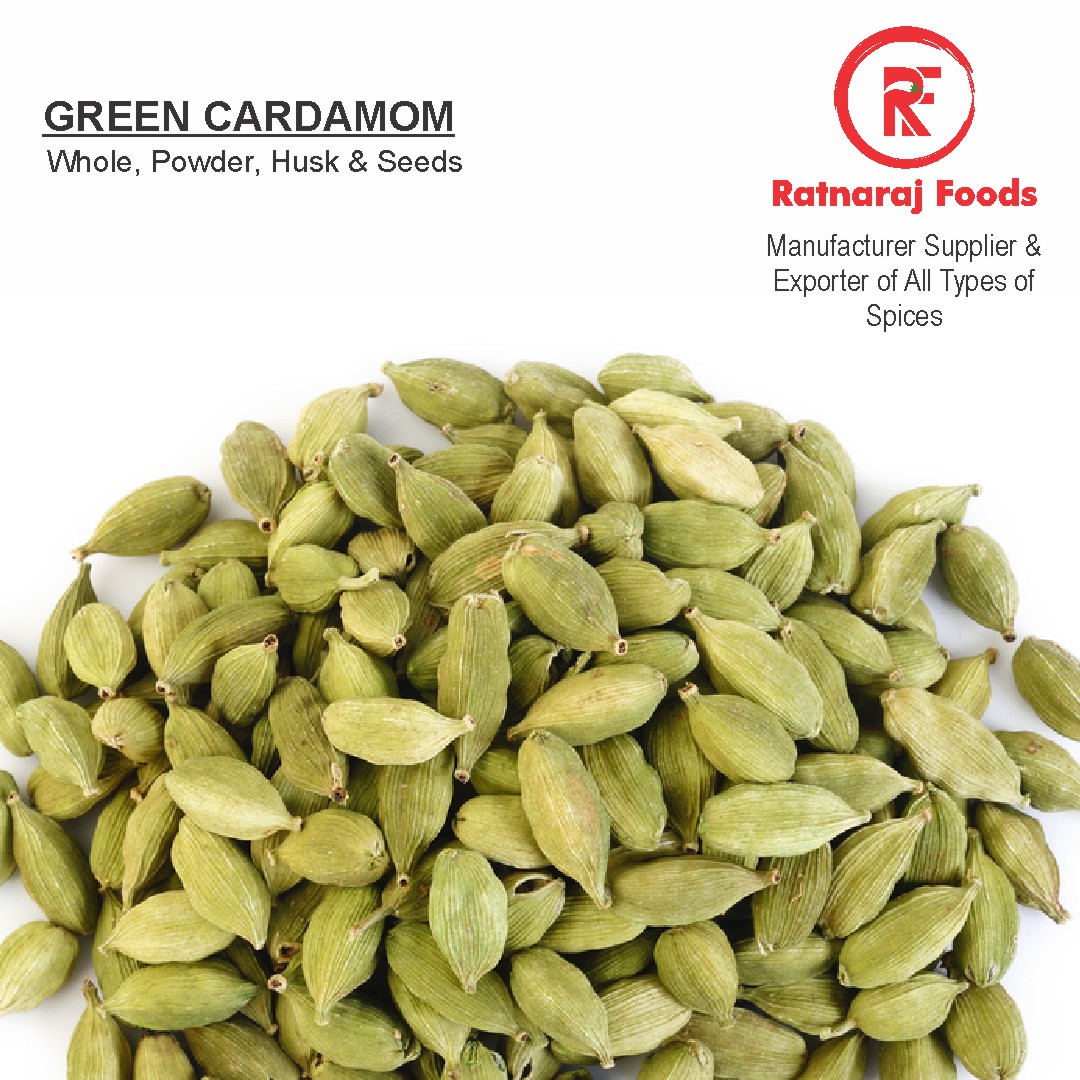 GREEN CARDAMOM
Whole, Powder, Husk & Seeds
RF
Ratnaraj Foods
Manufacturer Supplier &
Exporter of All Types of
Spices